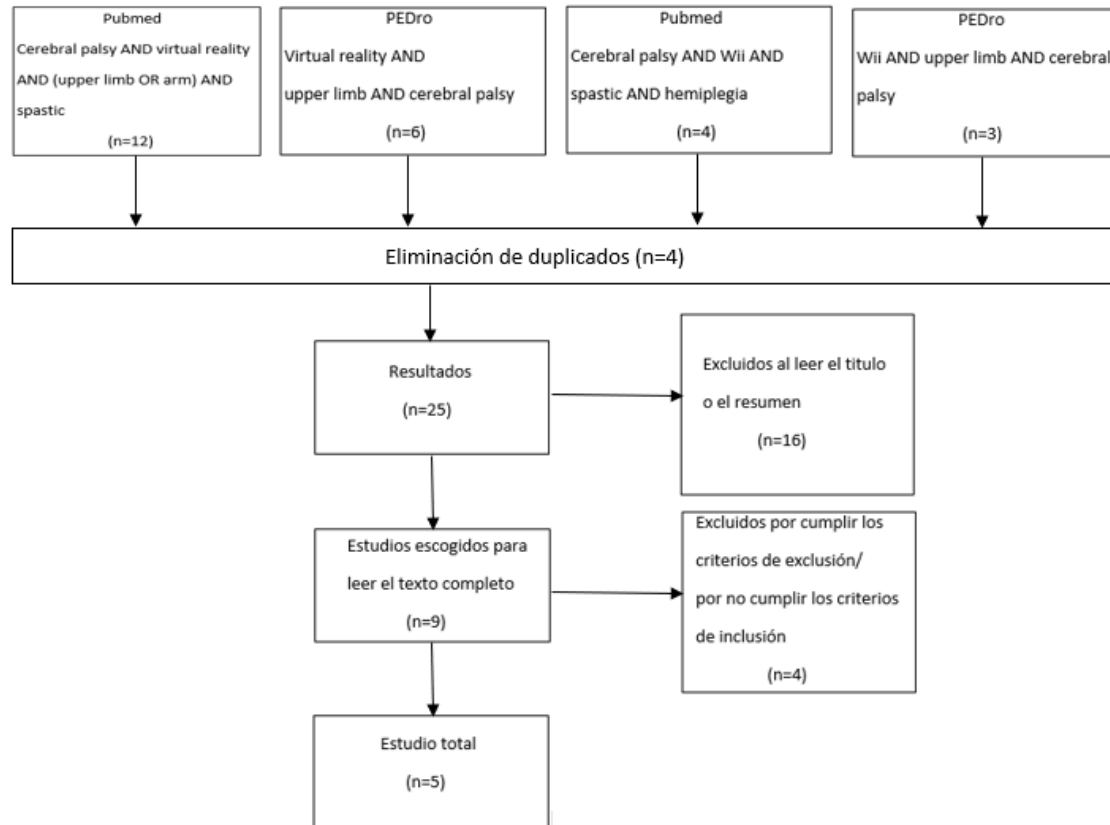 Pubmed
Cerebral palsy AND virtual reality
AND (upper limb OR arm) AND
spastic
(n=12)
PEDro
Virtual reality AND
upper limb AND cerebral palsy
(n=6)
Pubmed
Cerebral palsy AND Wii AND
spastic AND hemiplegia
(n=4)
PEDro
Wii AND upper limb AND cerebral
palsy
(n=3)
Eliminación de duplicados (n=4)
Resultados
(n=25)
Excluidos al leer el titulo
o el resumen
(n=16)
Estudios escogidos para
leer el texto completo
(n=9)
Excluidos por cumplir los
criterios de exclusión/
por no cumplir los criterios
de inclusión
(n=4)
Estudio total
(n=5)